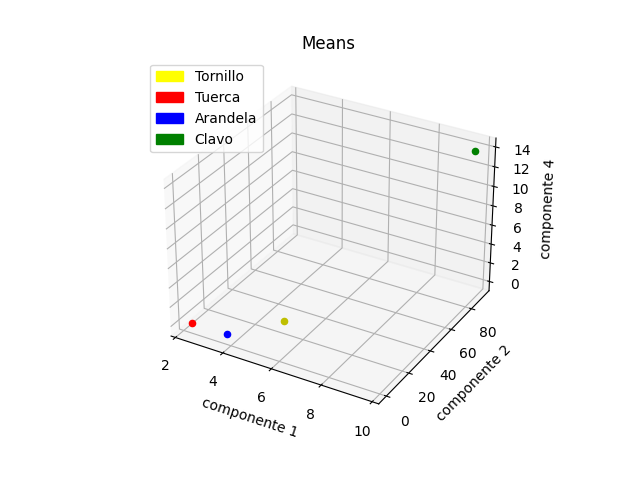 Means
Tornillo
Tuerca
Arandela
Clavo
14
12
10
8
6
4
2
0
componente 4
80
60
40
20
0
componente 2
2
4
6
8
10
componente 1